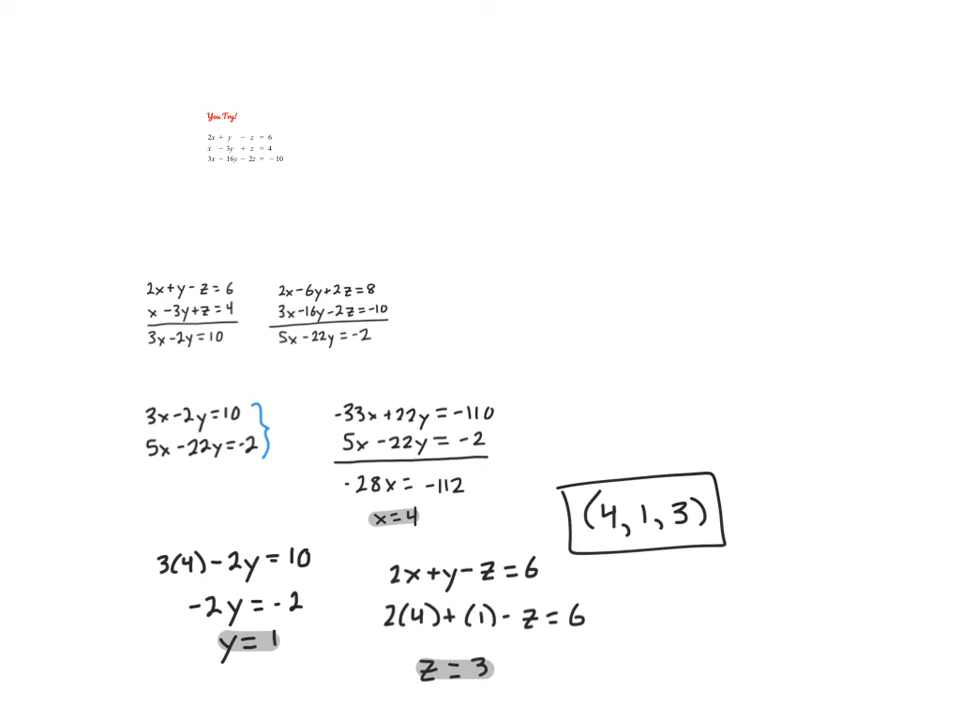 You Try!
2x + y - z = 6
x - 3y + z = 4
3x - 16y - 2z = -10
2x+y-z=6
x-3y+z=4
3x-2y=10
2x-6y+2z=8
3x-16y-2z=-10
5x-22y=-2
3x-2y=10
5x-22y=-2
-33x+22y=-110
5x-22y=-2
-28x=-112
x=4
3(4)-2y=10
-2y=-2
y=1
2x+y-z=6
2(4)+(1)-z=6
z=3
(4,1,3)